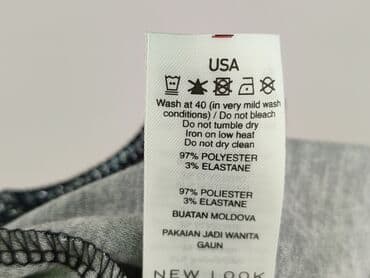 USA
Wash at 40 (in very mild wash
conditions) / Do not bleach
Do not tumble dry
Iron on low heat
Do not dry clean
97% POLYESTER
3% ELASTANE
97% POLIESTER
3% ELASTANE
BUATAN MOLDOVA
PAKAIAN JADI WANITA
GAUN
NEW LOOK